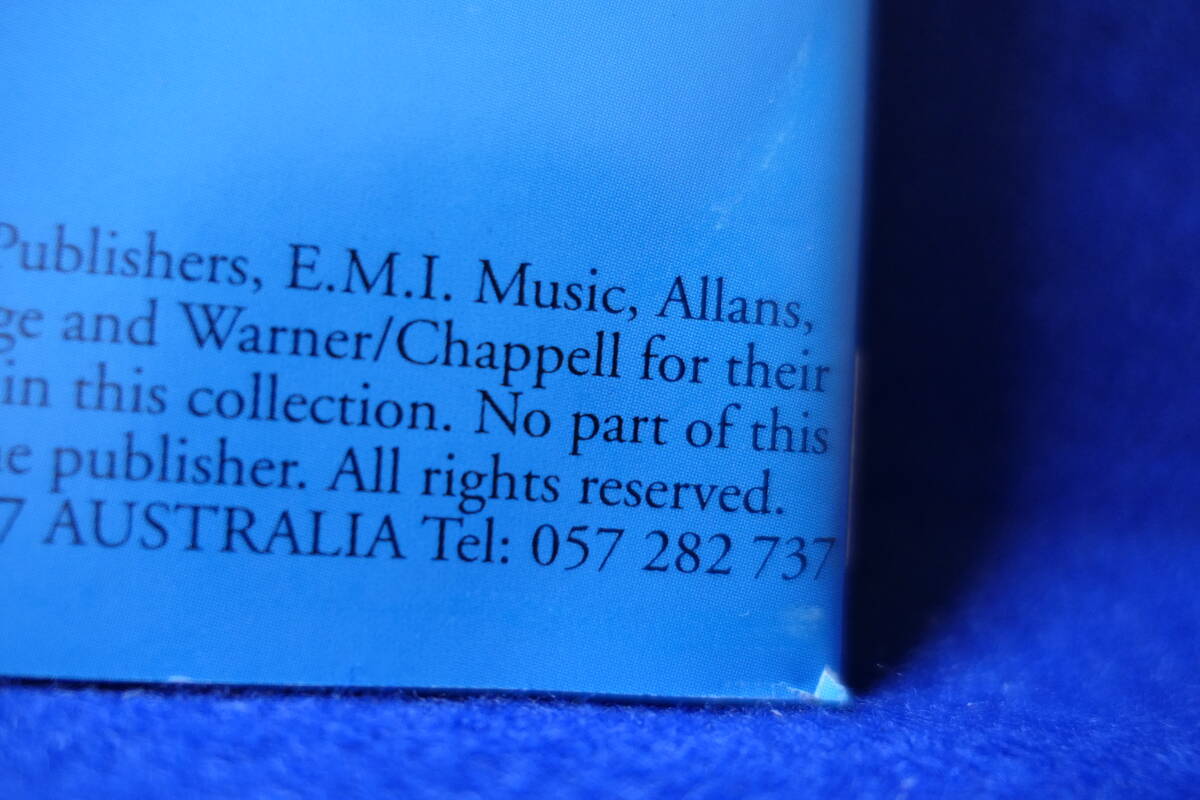 Publishers, E.M.I. Music, Allans,
ge and Warner/Chappell for their
in this collection. No part of this
e publisher. All rights reserved.
7 AUSTRALIA Tel: 057 282 737